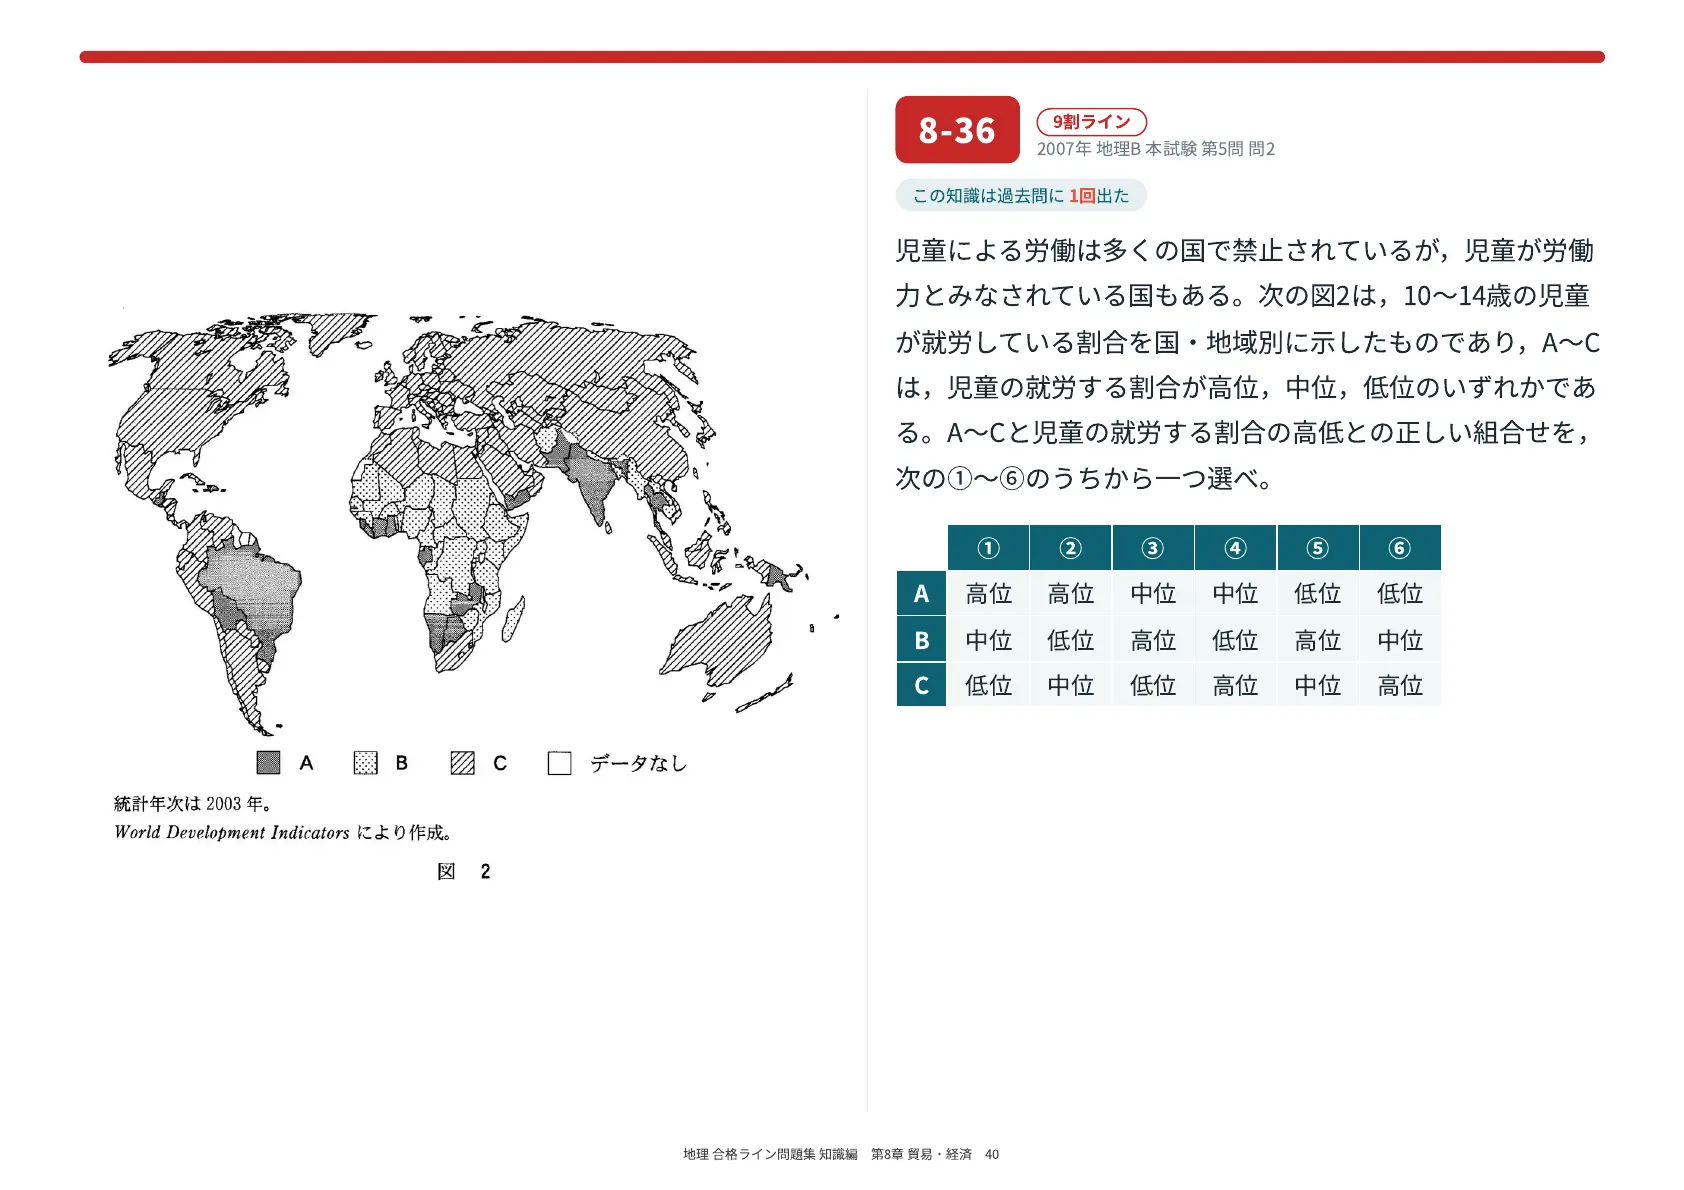 8-36
9割ライン
2007年 地理B 本試験 第5問 問2
この知識は過去問に 1回出た
児童による労働は多くの国で禁止されているが，児童が労働
力とみなされている国もある。次の図2は，10～14歳の児童
が就労している割合を国・地域別に示したものであり，A～C
は，児童の就労する割合が高位，中位，低位のいずれかであ
る。A～Cと児童の就労する割合の高低との正しい組合せを，
次の①～⑥のうちから一つ選べ。
① ② ③ ④ ⑤ ⑥
A 高位 高位 中位 中位 低位 低位
B 中位 低位 高位 低位 高位 中位
C 低位 中位 低位 高位 中位 高位
A B C データなし
統計年次は 2003 年。
World Development Indicators により作成。
図 2
地理 合格ライン問題集 知識編 第8章 貿易・経済 40